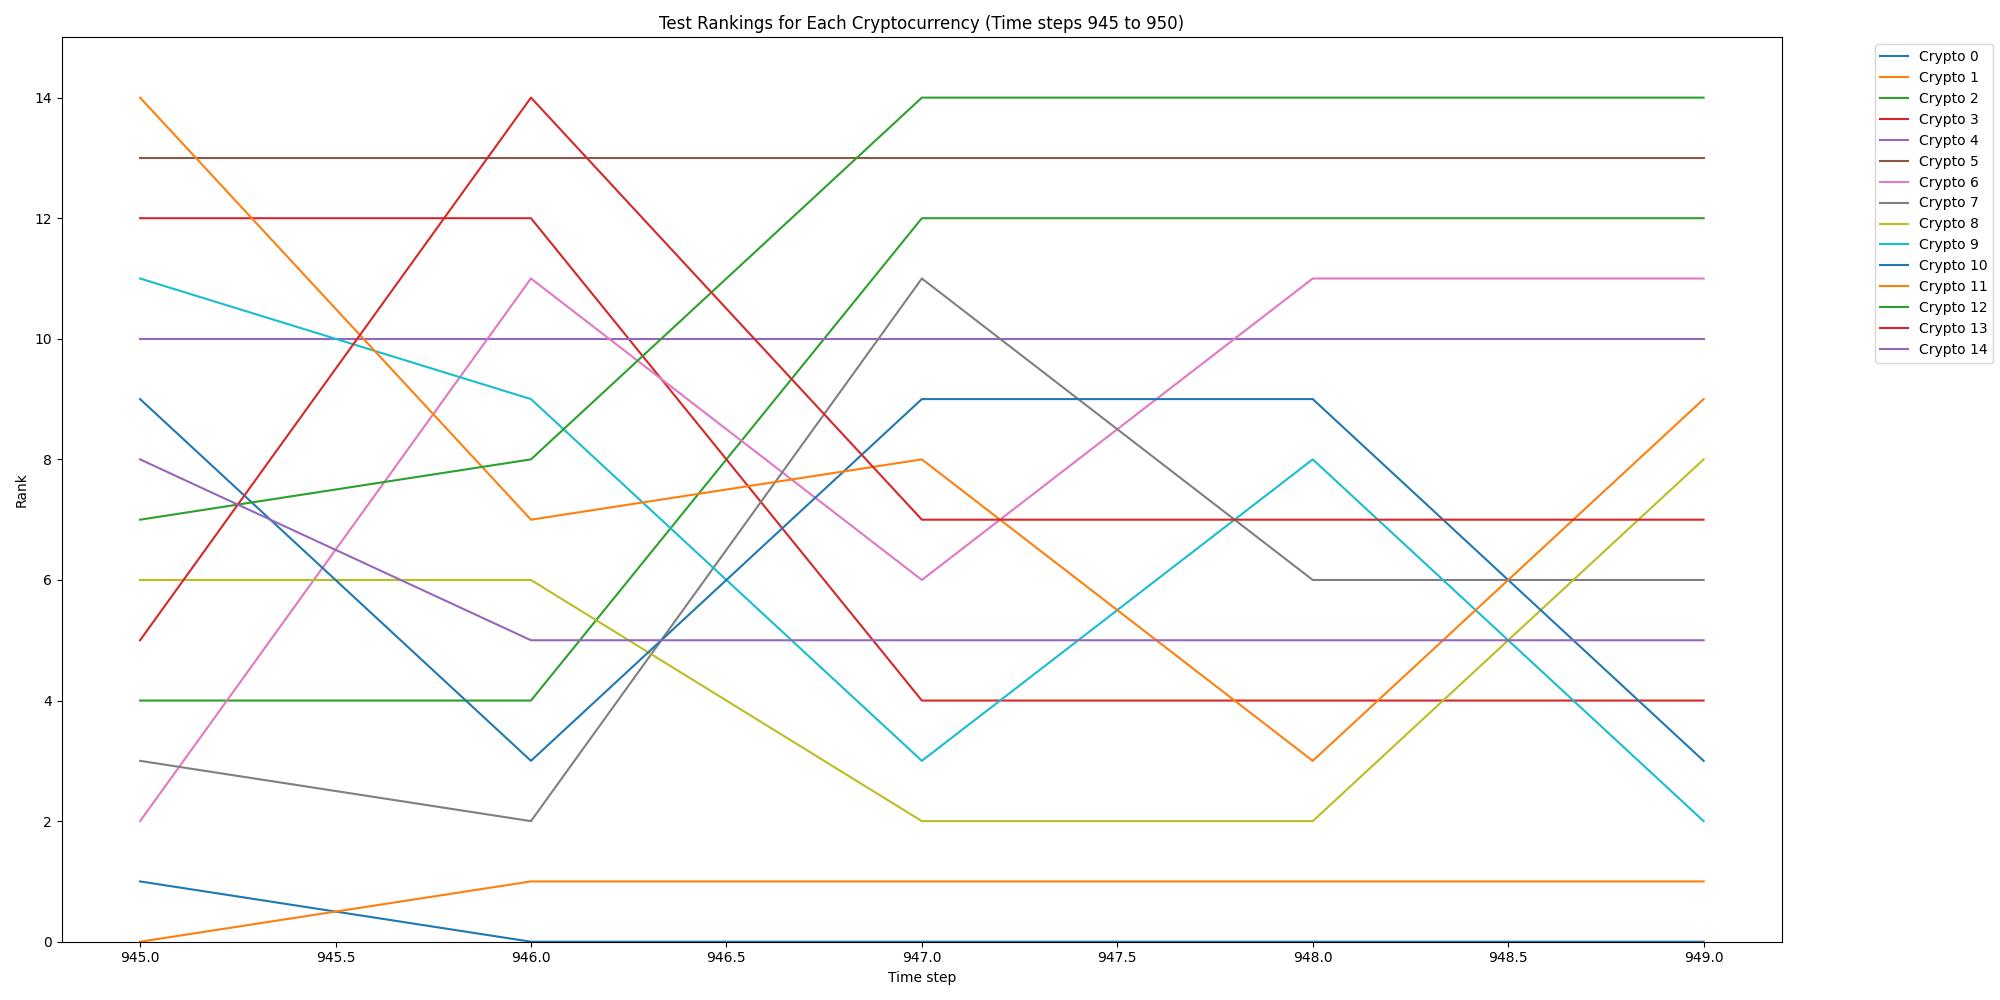 Test Rankings for Each Cryptocurrency (Time steps 945 to 950)
Crypto 0
Crypto 1
Crypto 2
Crypto 3
Crypto 4
Crypto 5
Crypto 6
Crypto 7
Crypto 8
Crypto 9
Crypto 10
Crypto 11
Crypto 12
Crypto 13
Crypto 14
Rank
14
12
10
8
6
4
2
0
945.0 945.5 946.0 946.5 947.0 947.5 948.0 948.5 949.0
Time step